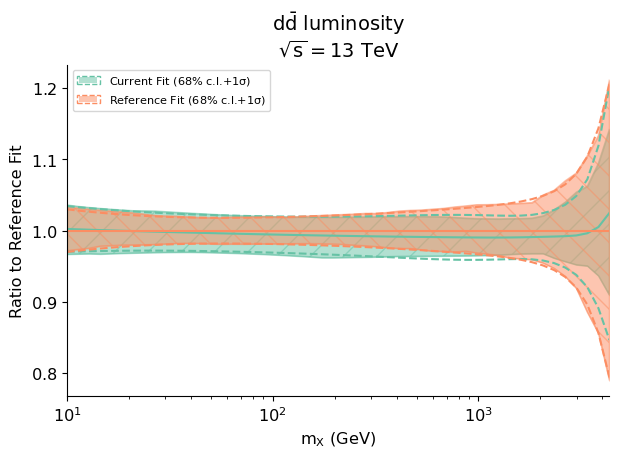 dd̄ luminosity
√s = 13 TeV
Current Fit (68% c.l.+1σ)
Reference Fit (68% c.l.+1σ)
Ratio to Reference Fit
1.2
1.1
1.0
0.9
0.8
10¹ 10² 10³
m_X (GeV)